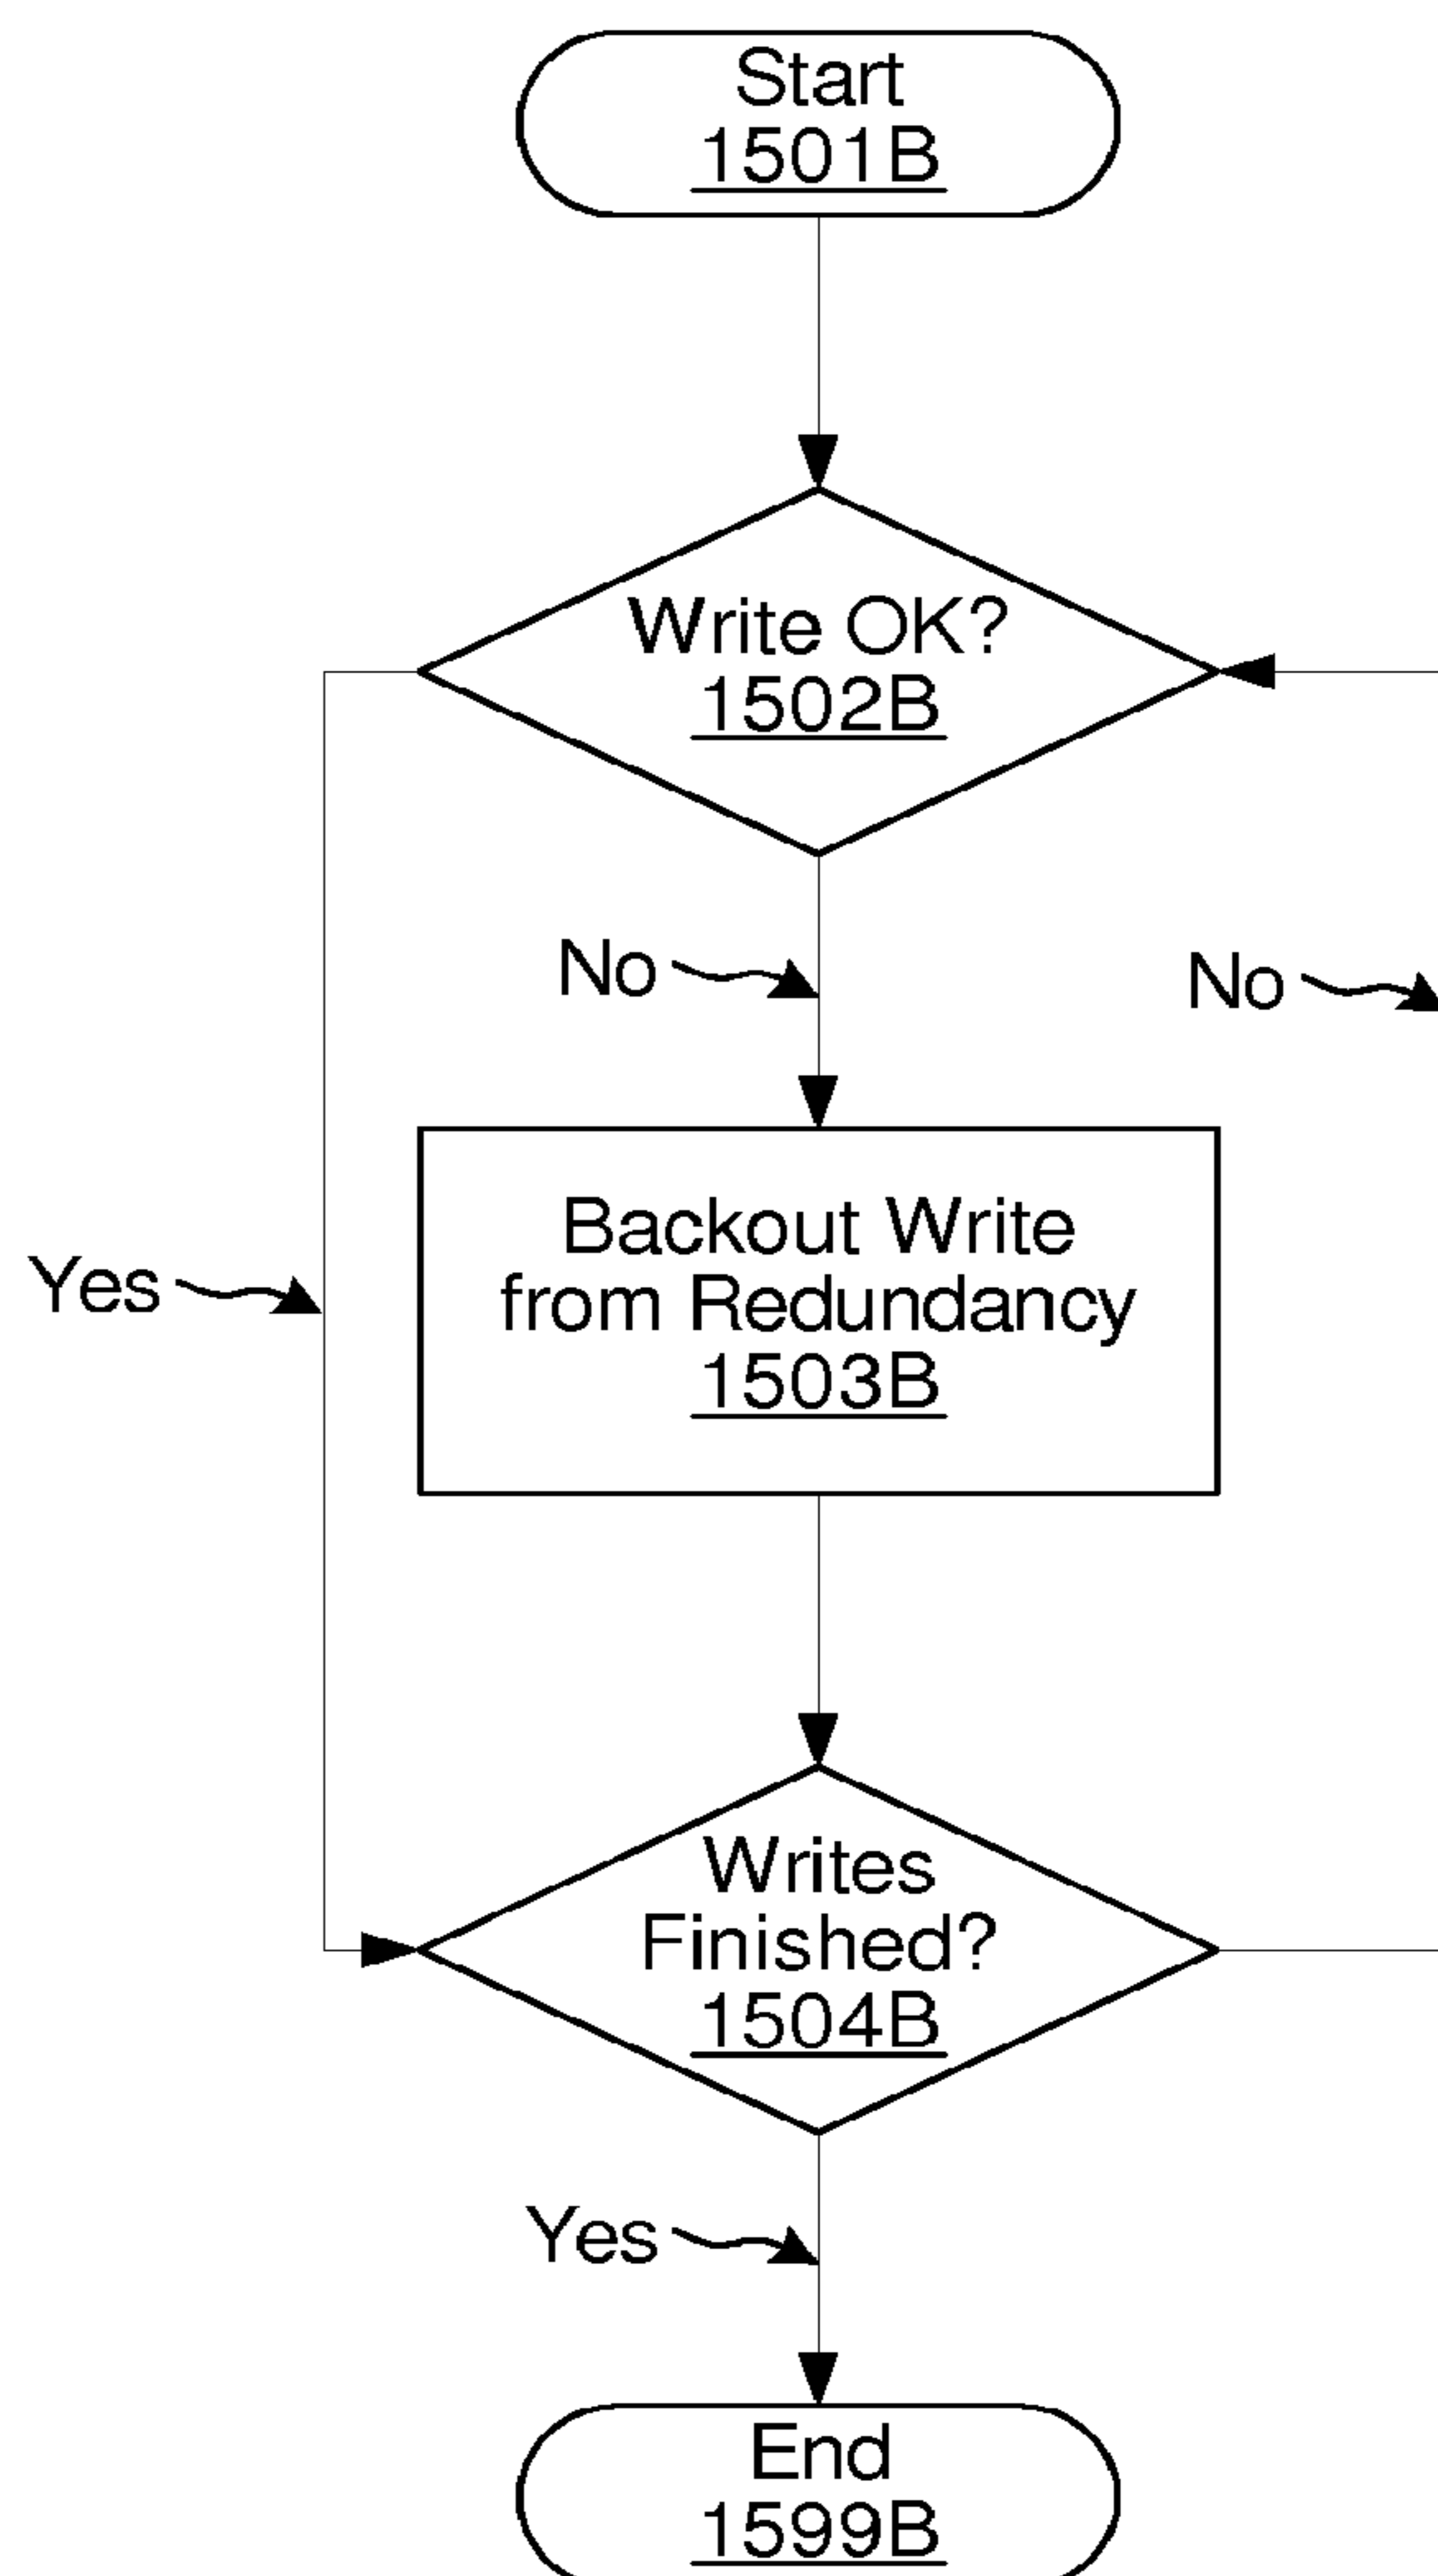 Start
1501B
Write OK?
1502B
No
No
Backout Write
from Redundancy
1503B
Yes
Writes
Finished?
1504B
Yes
End
1599B